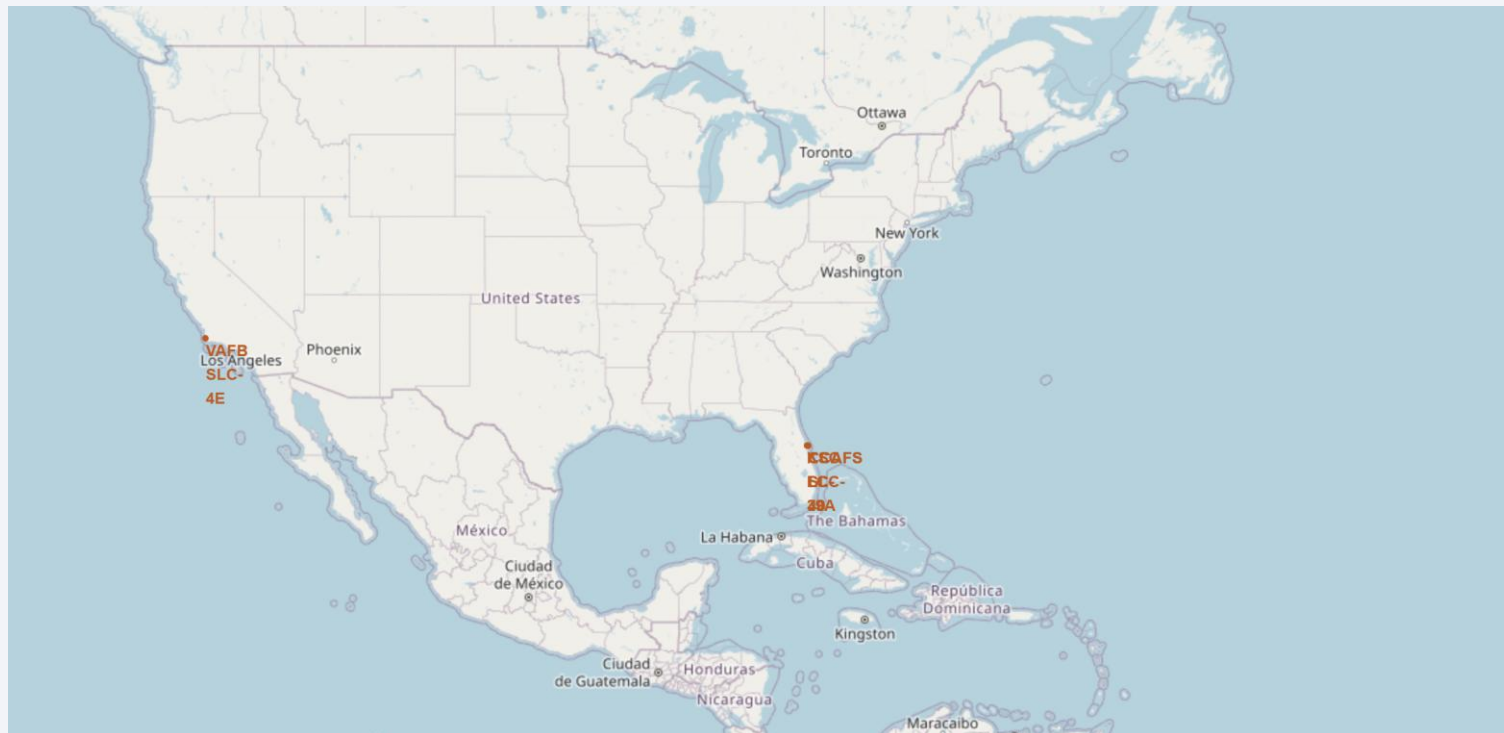 Ottawa
Toronto
New York
Washington
United States
VAFB
Los Angeles
SLC-
4E
Phoenix
The Bahamas
La Habana
México
Cuba
Ciudad
de México
República
Dominicana
Kingston
Ciudad
de Guatemala
Honduras
Nicaragua
Maracaibo